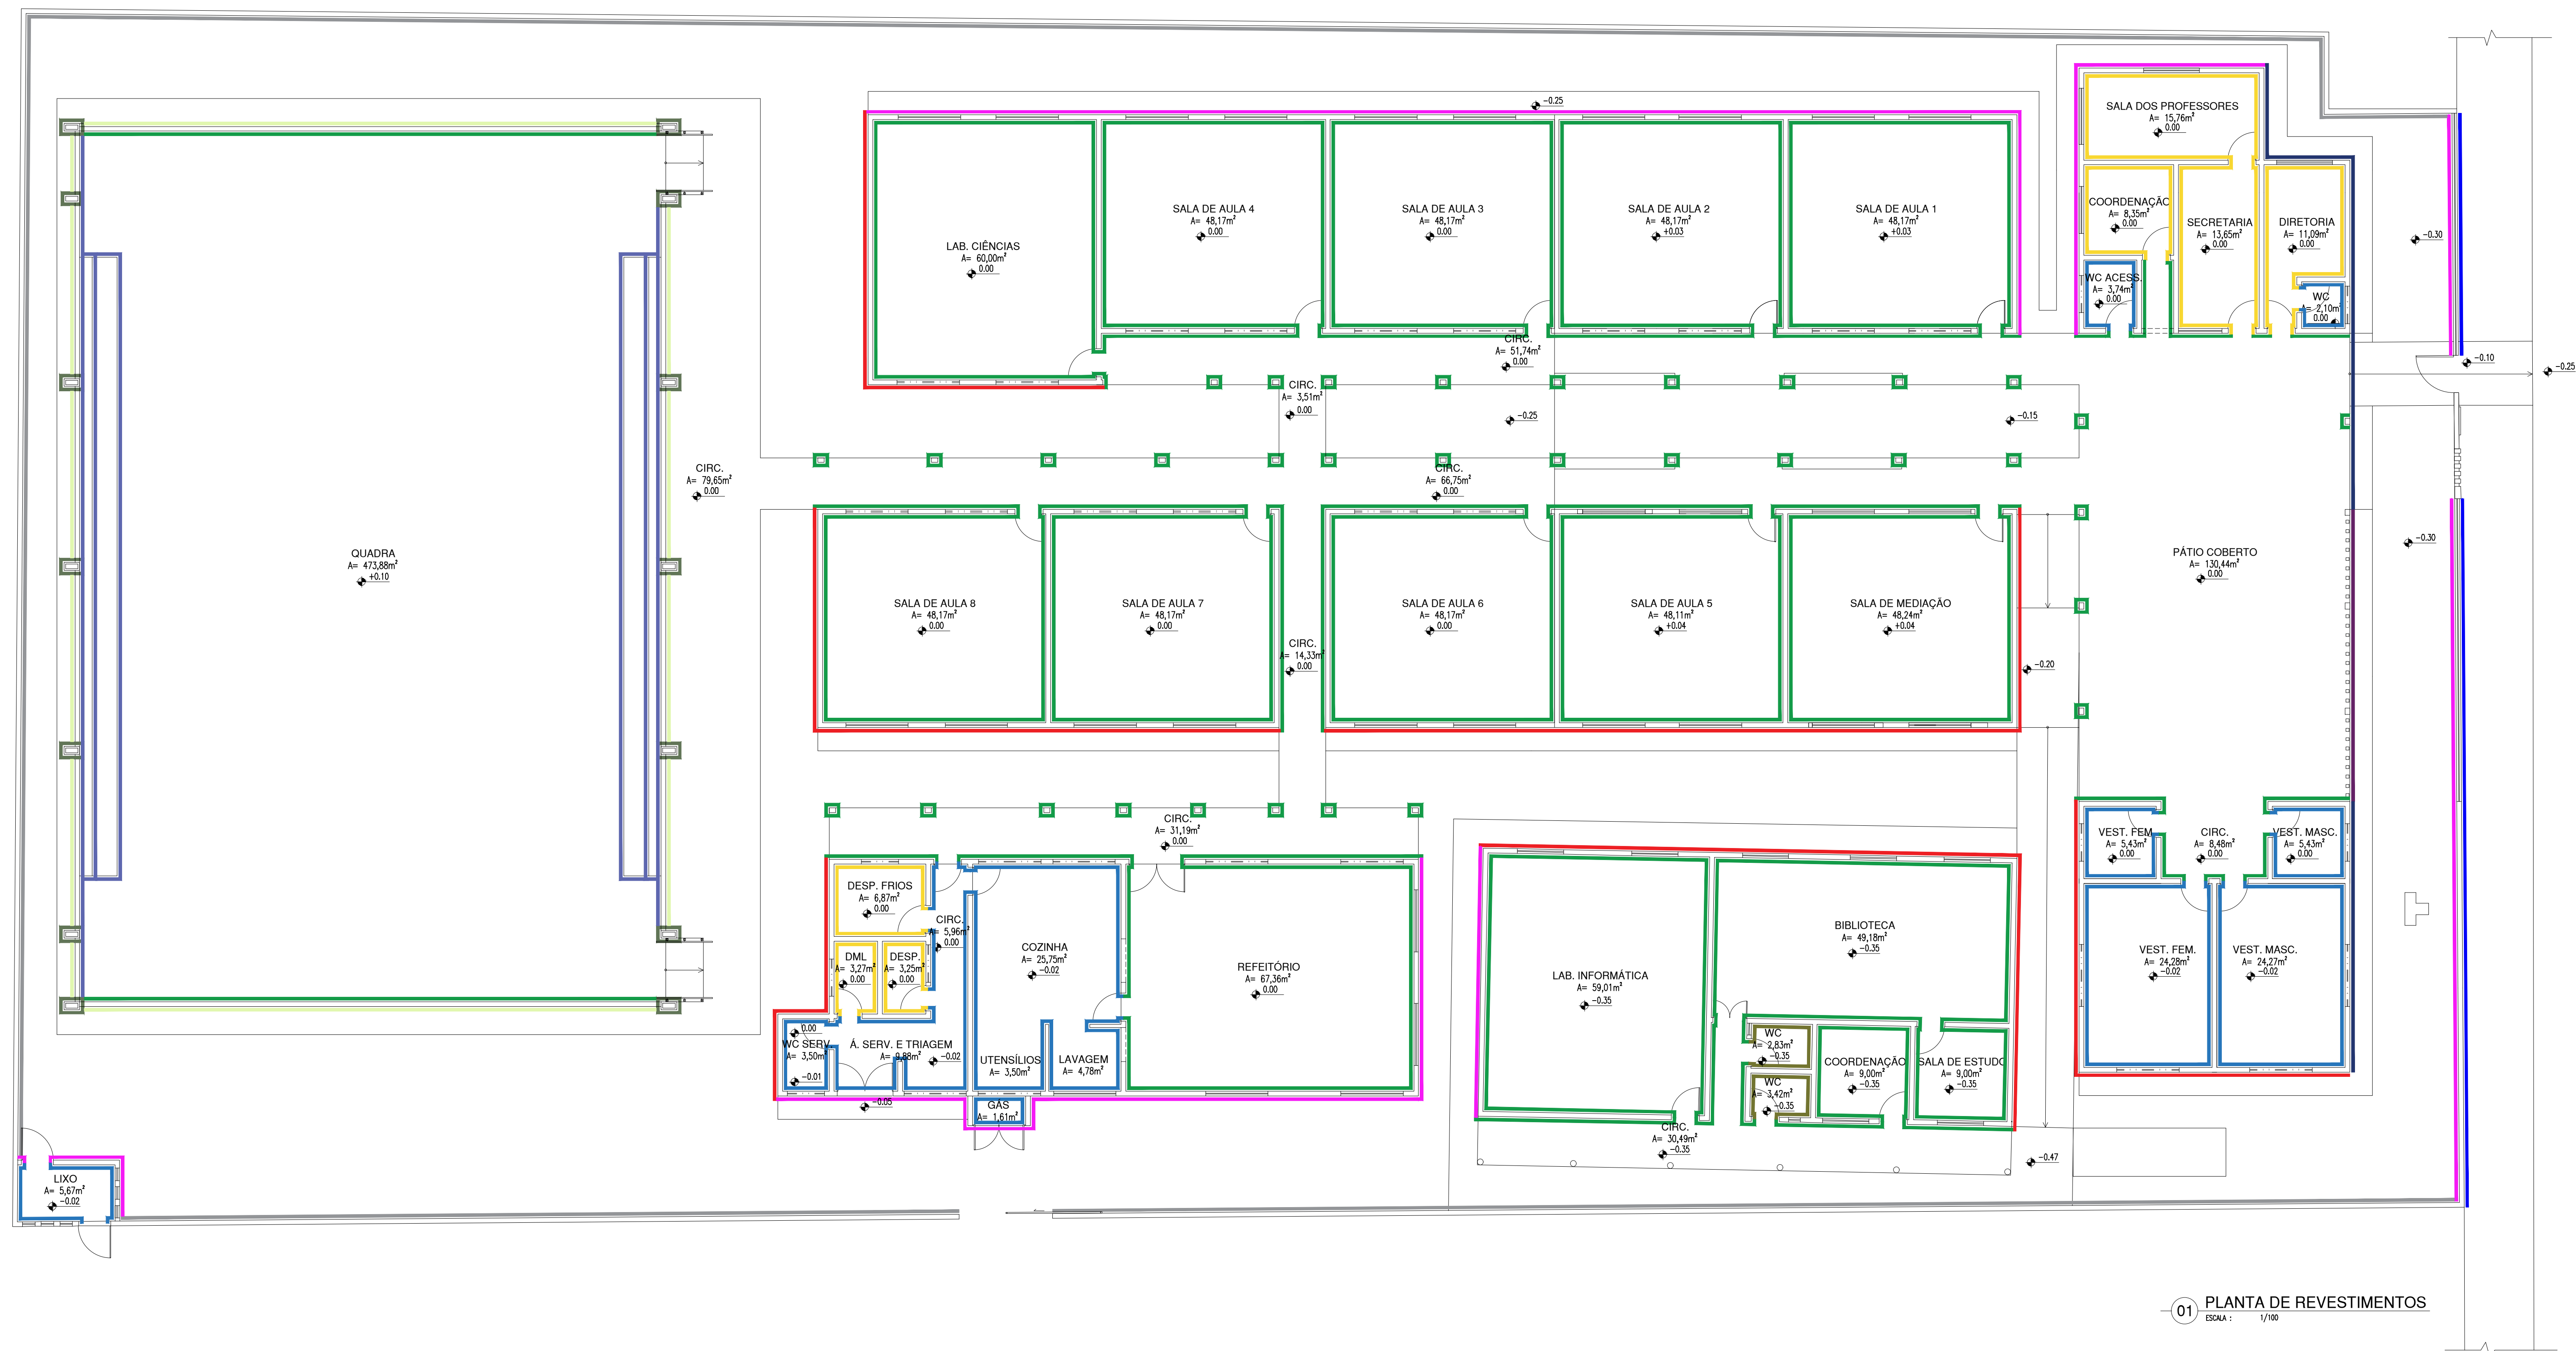 -0.25
SALA DOS PROFESSORES
A= 15,76m²
0.00
SALA DE AULA 4
A= 48,17m²
0.00
SALA DE AULA 3
A= 48,17m²
0.00
SALA DE AULA 2
A= 48,17m²
+0.03
SALA DE AULA 1
A= 48,17m²
+0.03
LAB. CIÊNCIAS
A= 60,00m²
0.00
COORDENAÇÃO
A= 8,35m²
0.00
SECRETARIA
A= 13,65m²
0.00
DIRETORIA
A= 11,09m²
0.00
-0.30
WC ACESS.
A= 3,74m²
0.00
WC
A= 2,10m²
0.00
CIRC.
A= 51,74m²
0.00
-0.10
-0.25
CIRC.
A= 3,51m²
0.00
-0.25
-0.15
CIRC.
A= 79,65m²
0.00
CIRC.
A= 66,75m²
0.00
QUADRA
A= 473,88m²
+0.10
PÁTIO COBERTO
A= 130,44m²
0.00
-0.30
SALA DE AULA 8
A= 48,17m²
0.00
SALA DE AULA 7
A= 48,17m²
0.00
SALA DE AULA 6
A= 48,17m²
0.00
SALA DE AULA 5
A= 48,11m²
+0.04
SALA DE MEDIAÇÃO
A= 48,24m²
+0.04
CIRC.
A= 14,33m²
0.00
-0.20
CIRC.
A= 31,19m²
0.00
VEST. FEM.
A= 5,43m²
0.00
CIRC.
A= 8,48m²
0.00
VEST. MASC.
A= 5,43m²
0.00
DESP. FRIOS
A= 6,87m²
0.00
CIRC.
A= 5,96m²
0.00
COZINHA
A= 25,75m²
-0.02
REFEITÓRIO
A= 67,36m²
0.00
DML
A= 3,27m²
0.00
DESP.
A= 3,25m²
0.00
BIBLIOTECA
A= 49,18m²
-0.35
LAB. INFORMÁTICA
A= 59,01m²
-0.35
VEST. FEM.
A= 24,28m²
-0.02
VEST. MASC.
A= 24,27m²
-0.02
0.00
WC SERV.
A= 3,50m²
-0.01
Á. SERV. E TRIAGEM
A= 9,88m²
-0.02
UTENSÍLIOS
A= 3,50m²
LAVAGEM
A= 4,78m²
WC
A= 2,83m²
-0.35
WC
A= 3,42m²
-0.35
COORDENAÇÃO
A= 9,00m²
-0.35
SALA DE ESTUDO
A= 9,00m²
-0.35
-0.05
GÁS
A= 1,61m²
CIRC.
A= 30,49m²
-0.35
-0.47
LIXO
A= 5,67m²
-0.02
01 PLANTA DE REVESTIMENTOS
ESCALA : 1/100